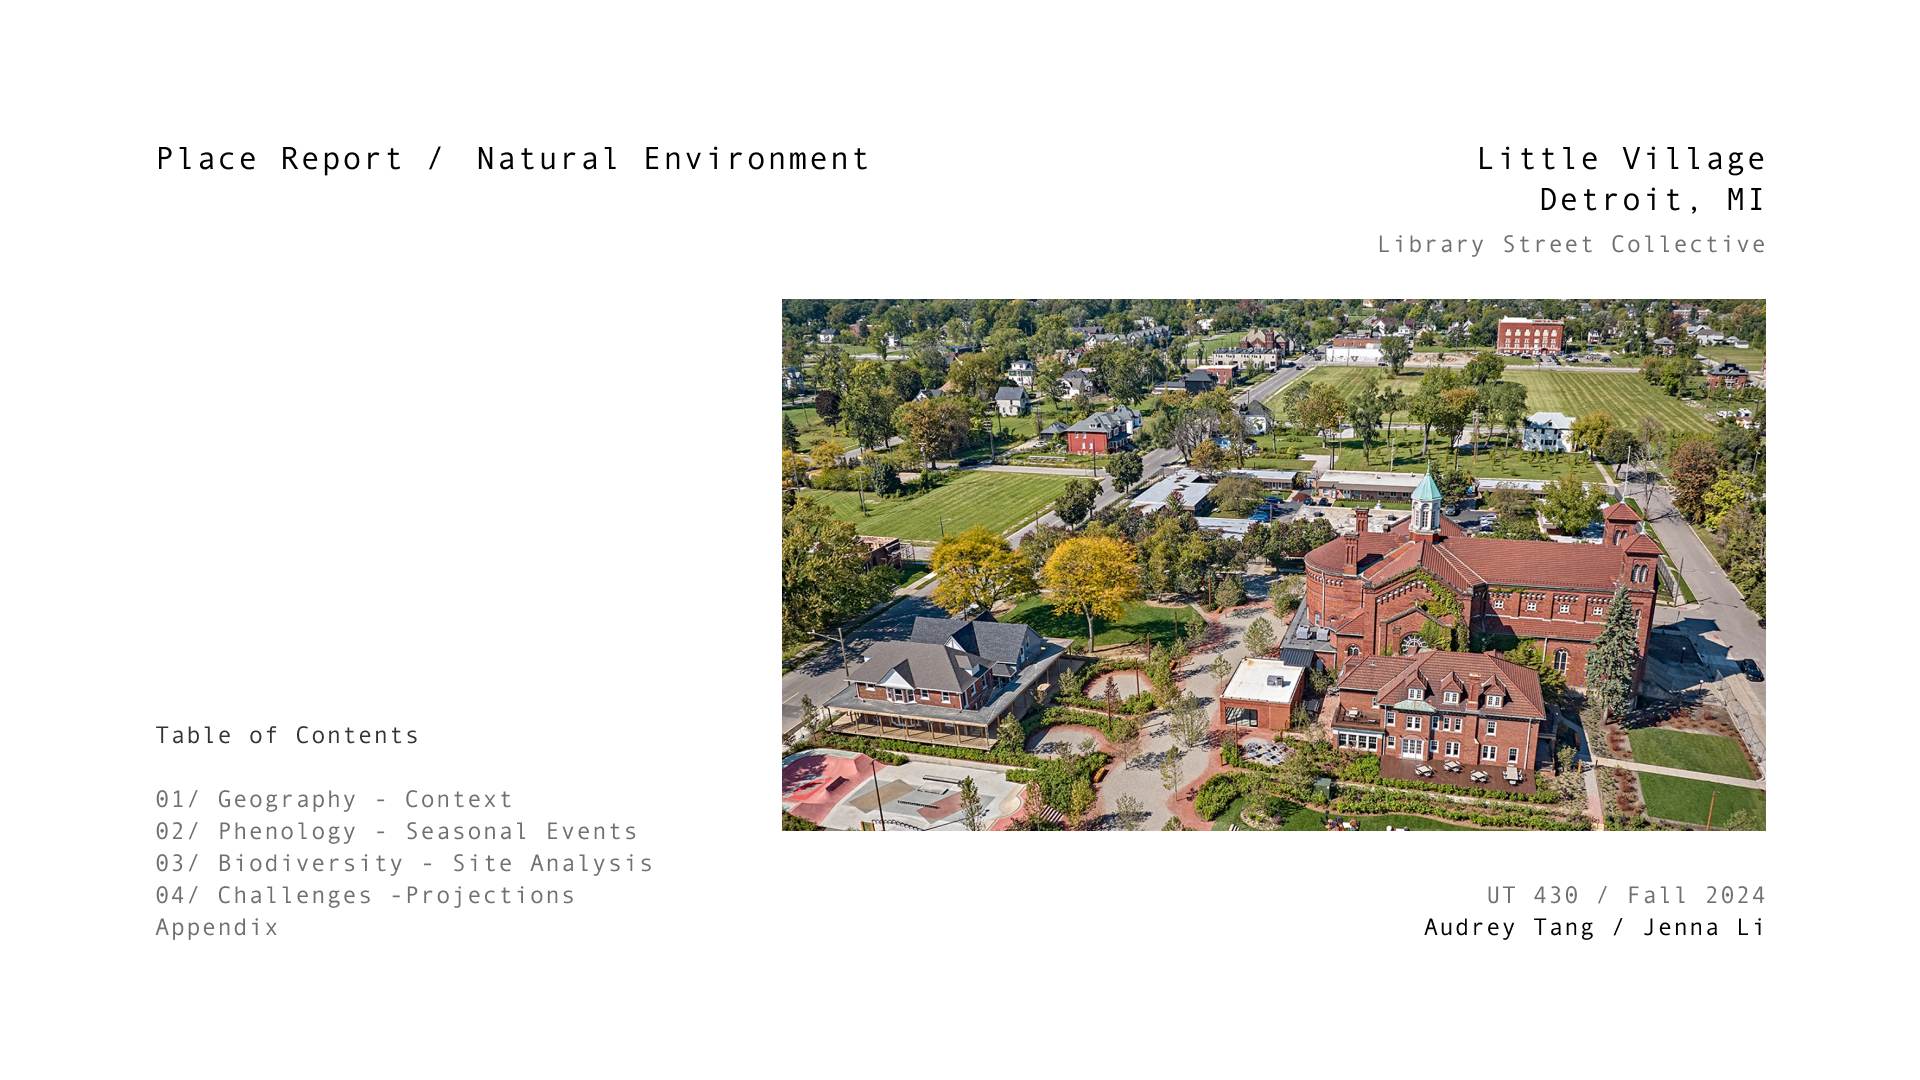 Place Report / Natural Environment
Little Village
Detroit, MI
Library Street Collective
Table of Contents
01/ Geography - Context
02/ Phenology - Seasonal Events
03/ Biodiversity - Site Analysis
04/ Challenges -Projections
Appendix
UT 430 / Fall 2024
Audrey Tang / Jenna Li